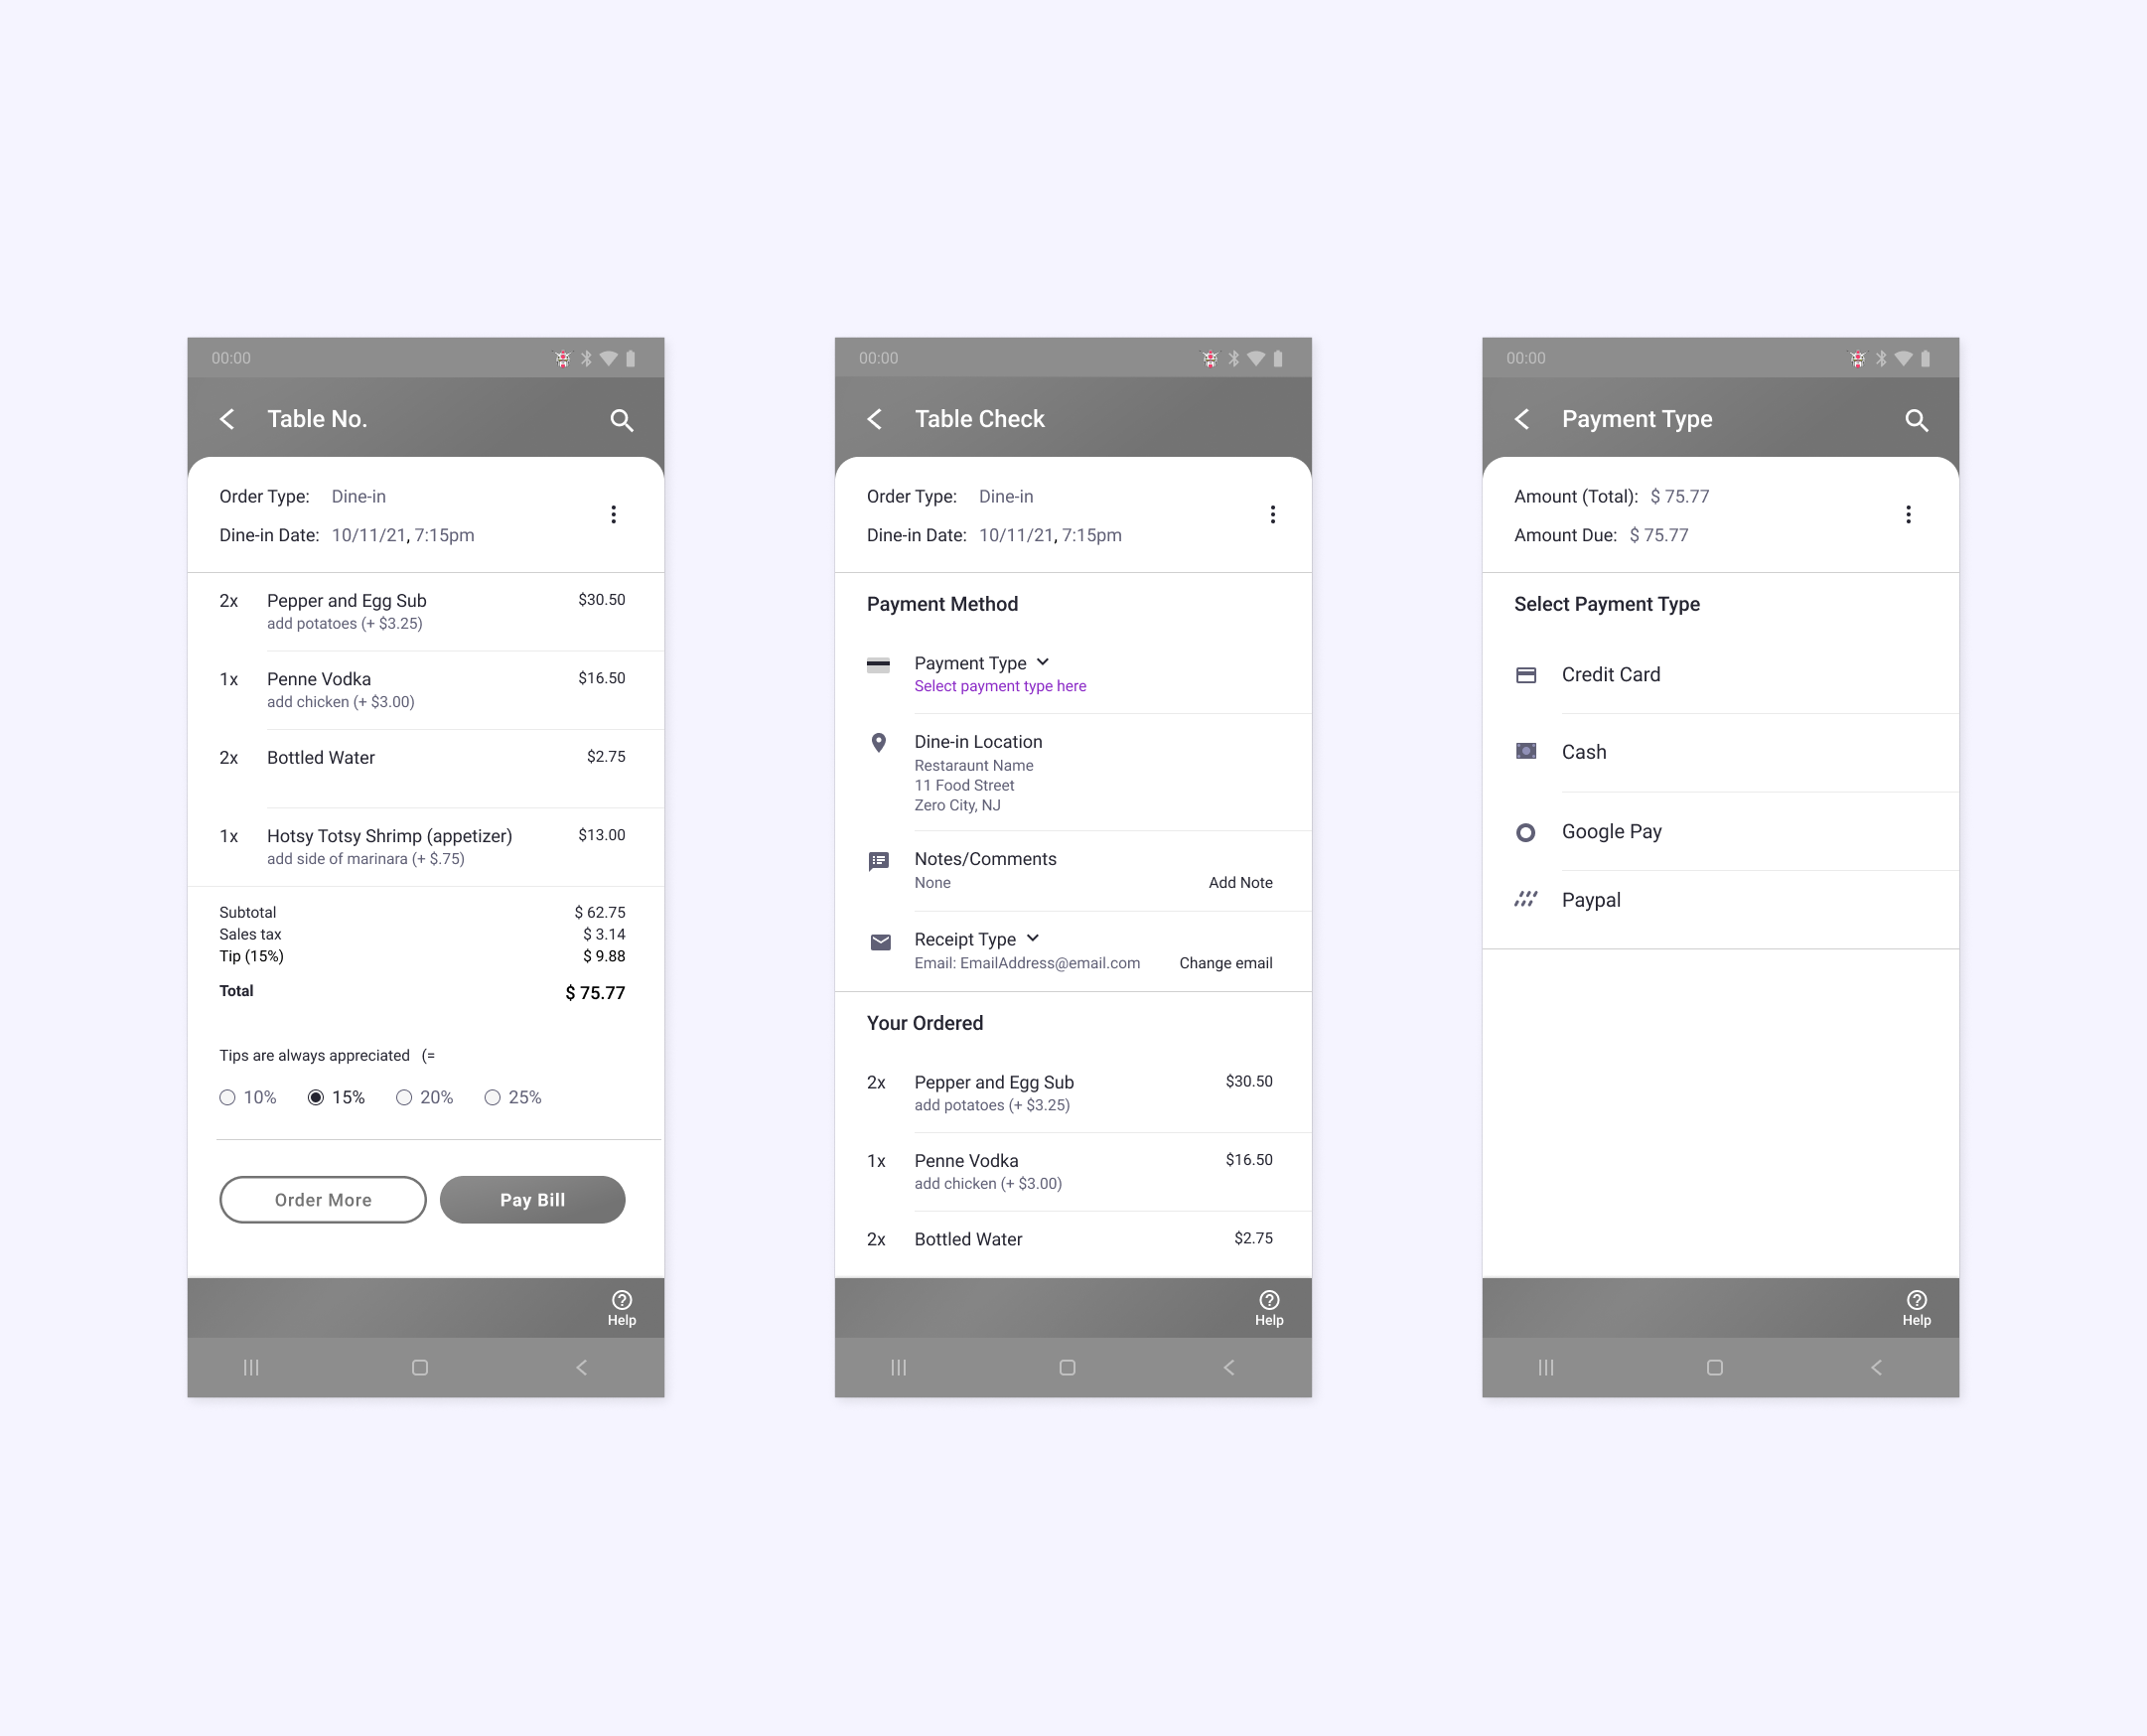 00:00
Table No.
Order Type: Dine-in
Dine-in Date: 10/11/21, 7:15pm
2x Pepper and Egg Sub $30.50
add potatoes (+ $3.25)
1x Penne Vodka $16.50
add chicken (+ $3.00)
2x Bottled Water $2.75
1x Hotsy Totsy Shrimp (appetizer) $13.00
add side of marinara (+ $.75)
Subtotal $ 62.75
Sales tax $ 3.14
Tip (15%) $ 9.88
Total $ 75.77
Tips are always appreciated (=
10% 15% 20% 25%
Order More Pay Bill
Help
00:00
Table Check
Order Type: Dine-in
Dine-in Date: 10/11/21, 7:15pm
Payment Method
Payment Type
Select payment type here
Dine-in Location
Restaraunt Name
11 Food Street
Zero City, NJ
Notes/Comments
None Add Note
Receipt Type
Email: EmailAddress@email.com Change email
Your Ordered
2x Pepper and Egg Sub $30.50
add potatoes (+ $3.25)
1x Penne Vodka $16.50
add chicken (+ $3.00)
2x Bottled Water $2.75
Help
00:00
Payment Type
Amount (Total): $ 75.77
Amount Due: $ 75.77
Select Payment Type
Credit Card
Cash
Google Pay
Paypal
Help